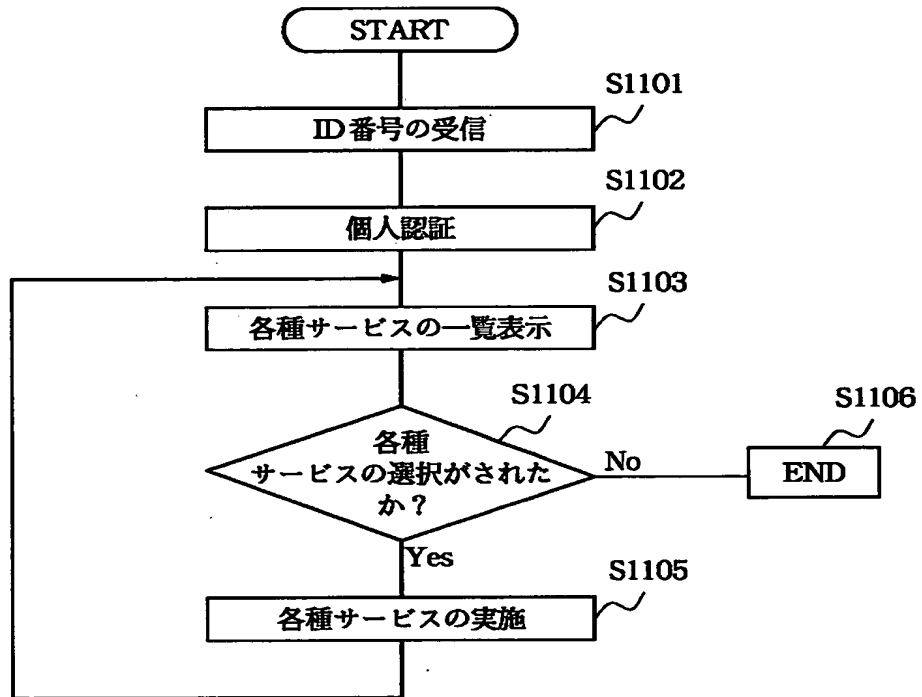 START
S1101
ID番号の受信
S1102
個人認証
S1103
各種サービスの一覧表示
S1104
各種
サービスの選択がされた
か？
No
S1106
END
Yes
S1105
各種サービスの実施